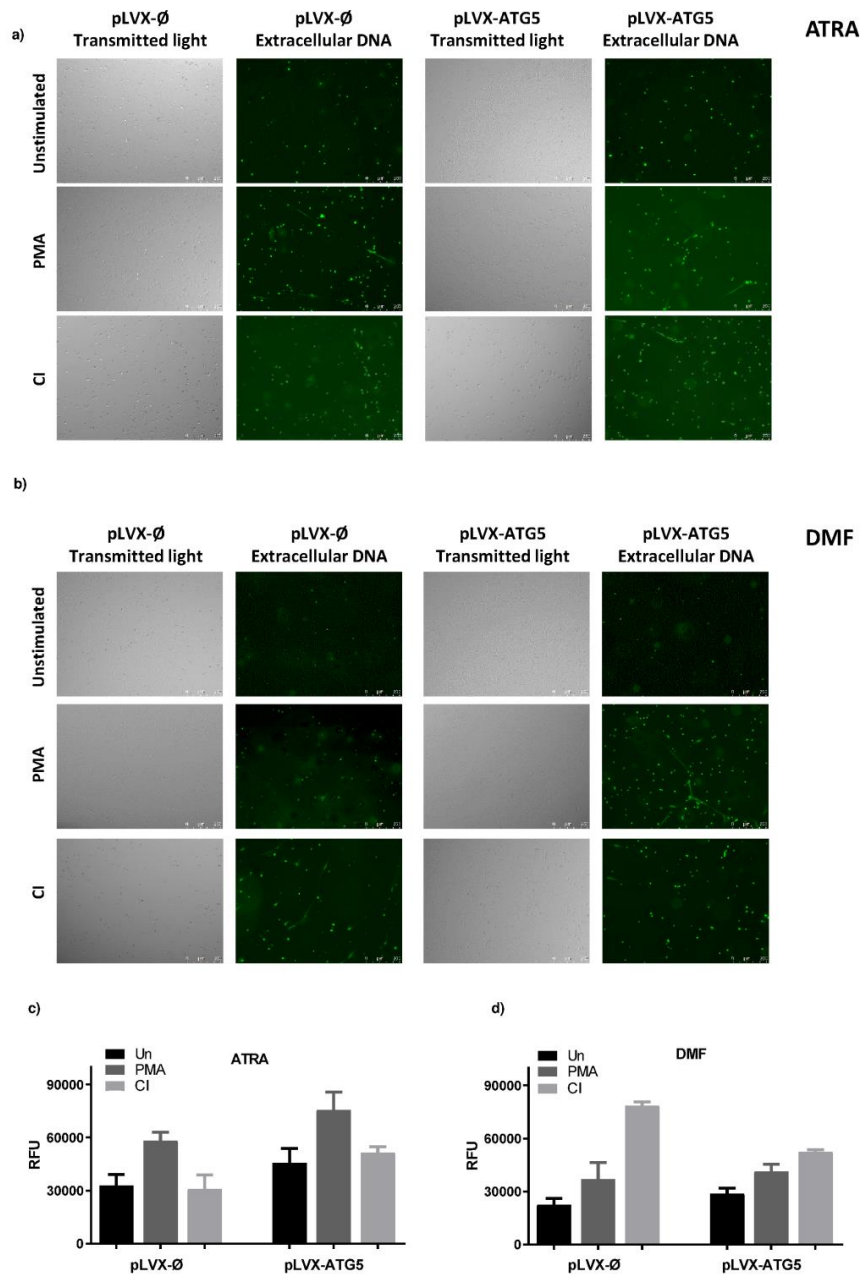 a)
pLVX-Ø
Transmitted light
pLVX-Ø
Extracellular DNA
pLVX-ATG5
Transmitted light
pLVX-ATG5
Extracellular DNA
ATRA
Unstimulated
PMA
CI
b)
pLVX-Ø
Transmitted light
pLVX-Ø
Extracellular DNA
pLVX-ATG5
Transmitted light
pLVX-ATG5
Extracellular DNA
DMF
Unstimulated
PMA
CI
c)
Un
PMA
CI
ATRA
RFU
90000
60000
30000
0
pLVX-Ø
pLVX-ATG5
d)
Un
PMA
CI
DMF
RFU
90000
60000
30000
0
pLVX-Ø
pLVX-ATG5